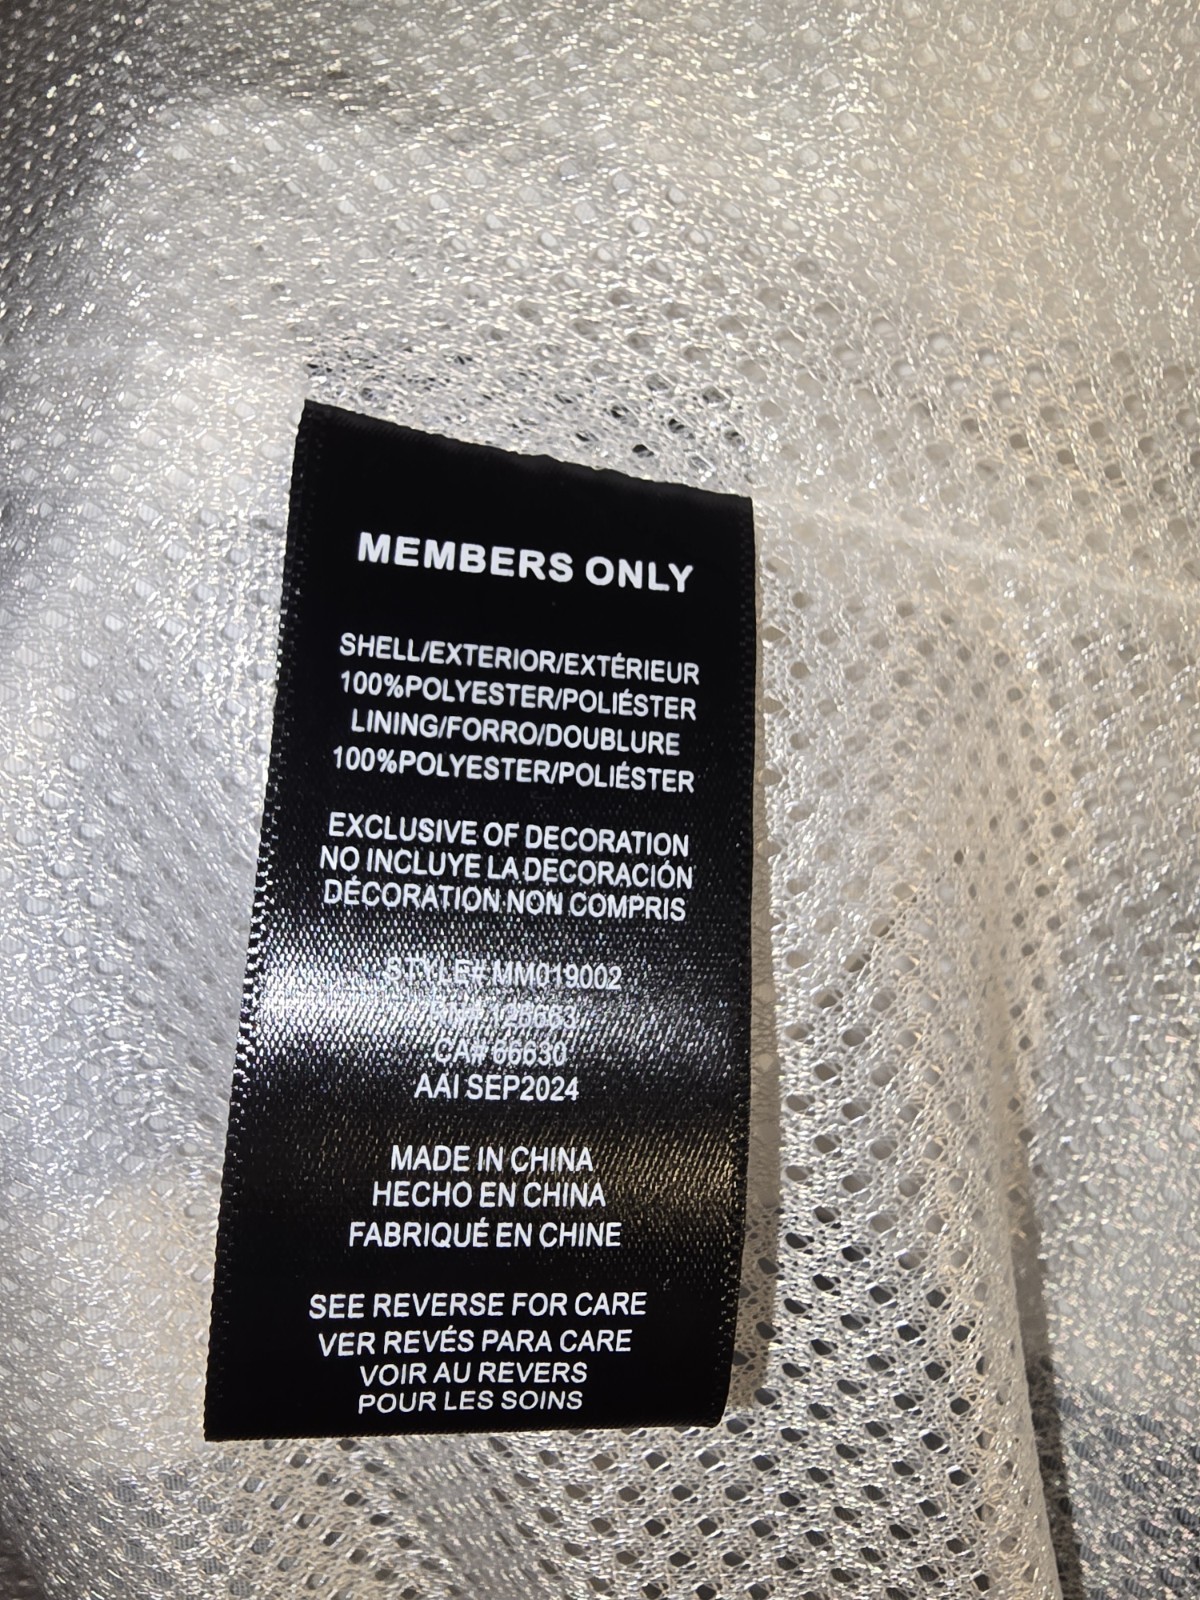 MEMBERS ONLY
SHELL/EXTERIOR/EXTÉRIEUR
100%POLYESTER/POLIÉSTER
LINING/FORRO/DOUBLURE
100%POLYESTER/POLIÉSTER
EXCLUSIVE OF DECORATION
NO INCLUYE LA DECORACIÓN
DÉCORATION NON COMPRIS
STYLE# MM019002
RN# 125663
CA# 66630
AAI SEP2024
MADE IN CHINA
HECHO EN CHINA
FABRIQUÉ EN CHINE
SEE REVERSE FOR CARE
VER REVÉS PARA CARE
VOIR AU REVERS
POUR LES SOINS